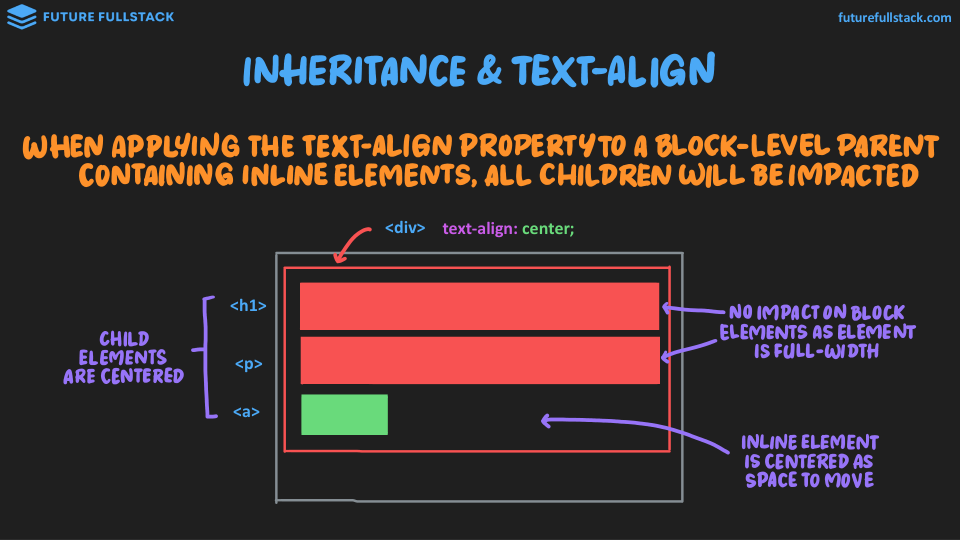 FUTURE FULLSTACK
futurefullstack.com
INHERITANCE & TEXT-ALIGN
WHEN APPLYING THE TEXT-ALIGN PROPERTY TO A BLOCK-LEVEL PARENT
CONTAINING INLINE ELEMENTS, ALL CHILDREN WILL BE IMPACTED
<div> text-align: center;
<h1>
<p>
<a>
CHILD
ELEMENTS
ARE CENTERED
NO IMPACT ON BLOCK
ELEMENTS AS ELEMENT
IS FULL-WIDTH
INLINE ELEMENT
IS CENTERED AS
SPACE TO MOVE